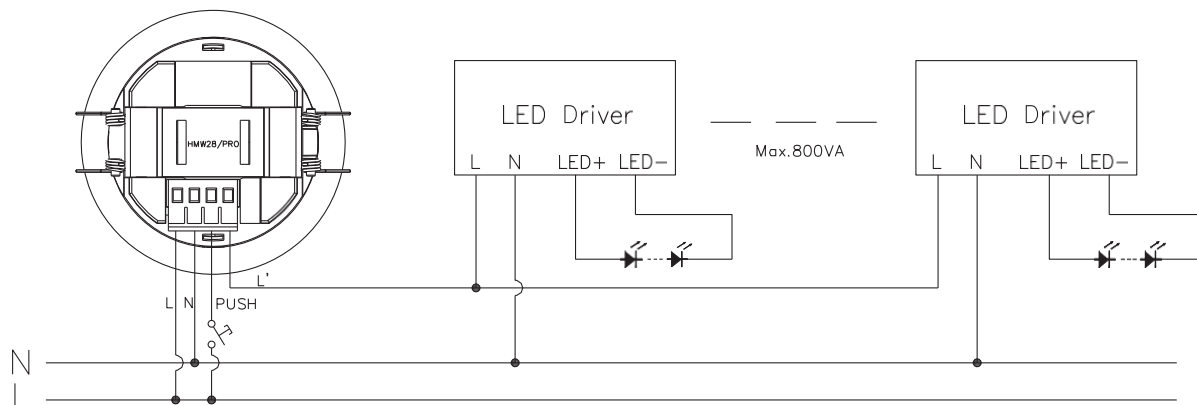 HMW28/PRO
LED Driver
L N LED+ LED-
Max.800VA
LED Driver
L N LED+ LED-
L'
L N PUSH
N
L